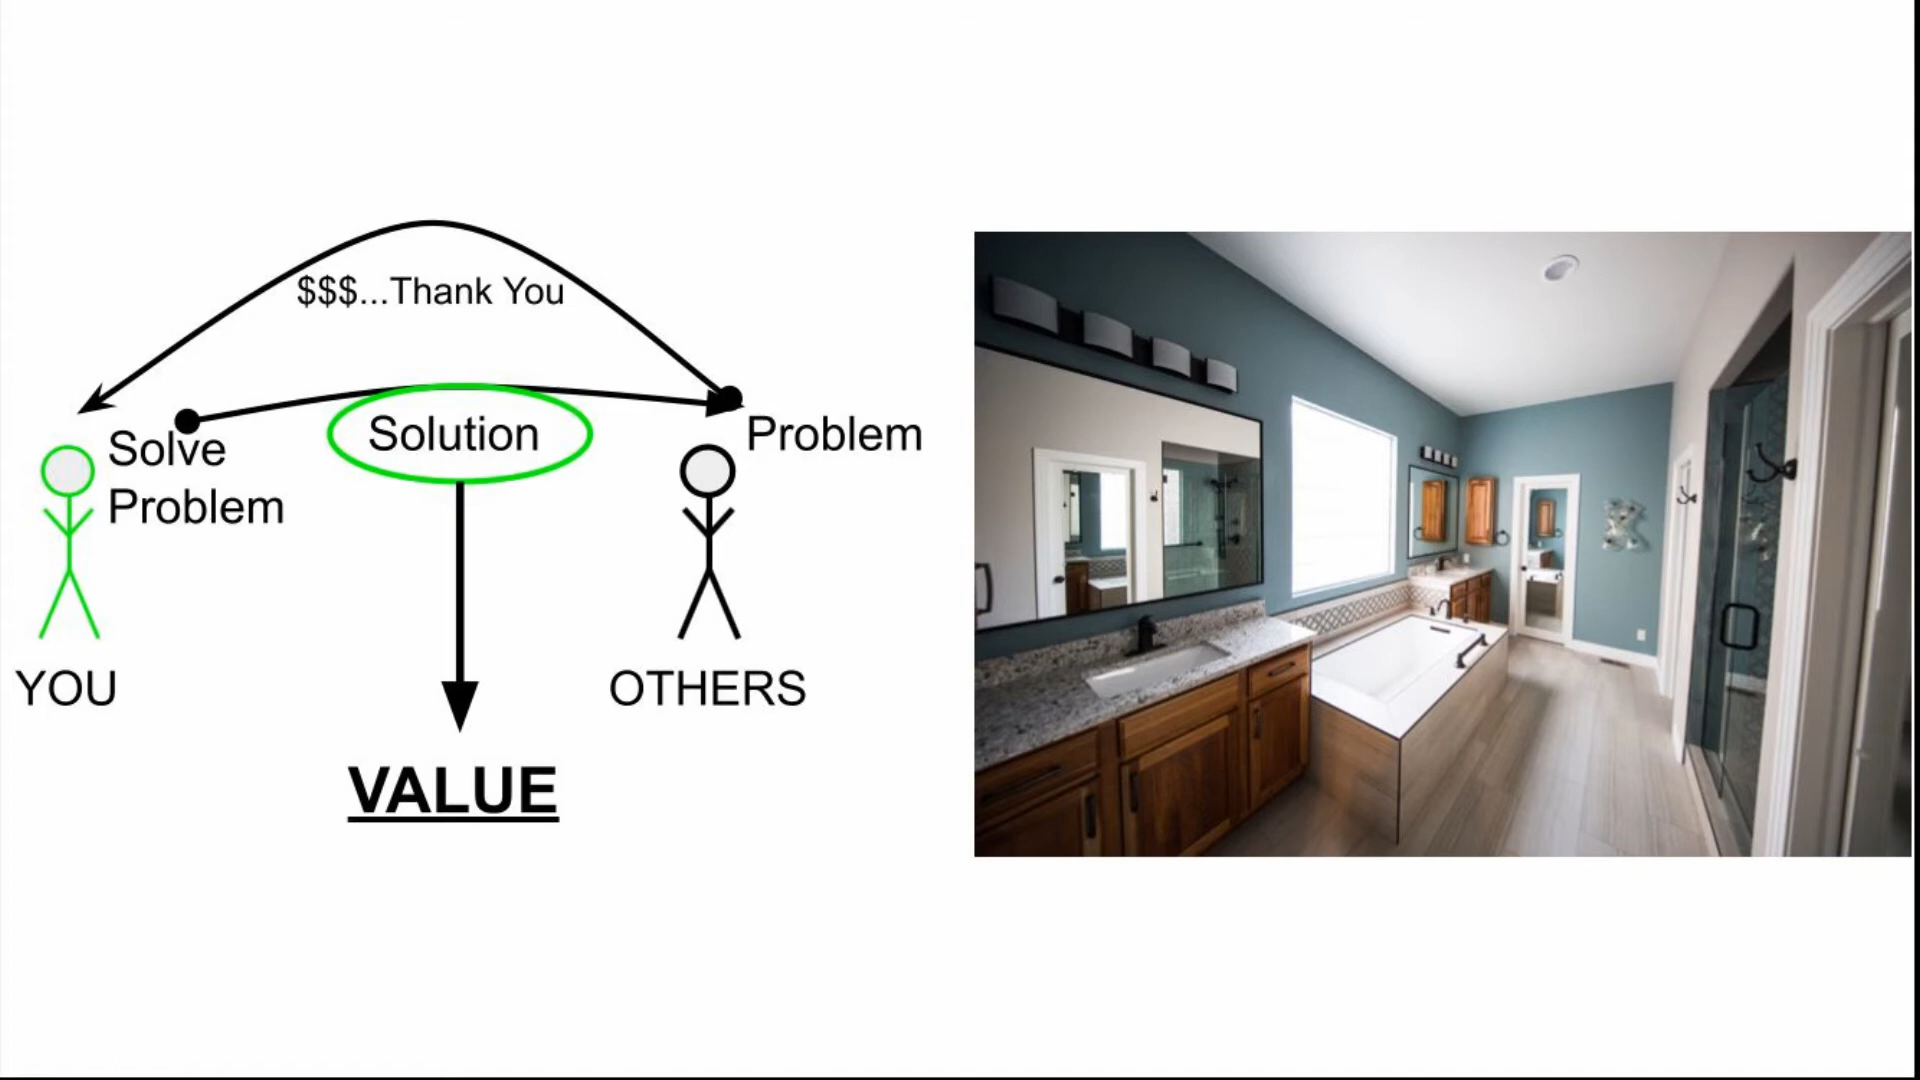 $$$...Thank You
Solve
Problem
Solution
Problem
YOU
OTHERS
VALUE